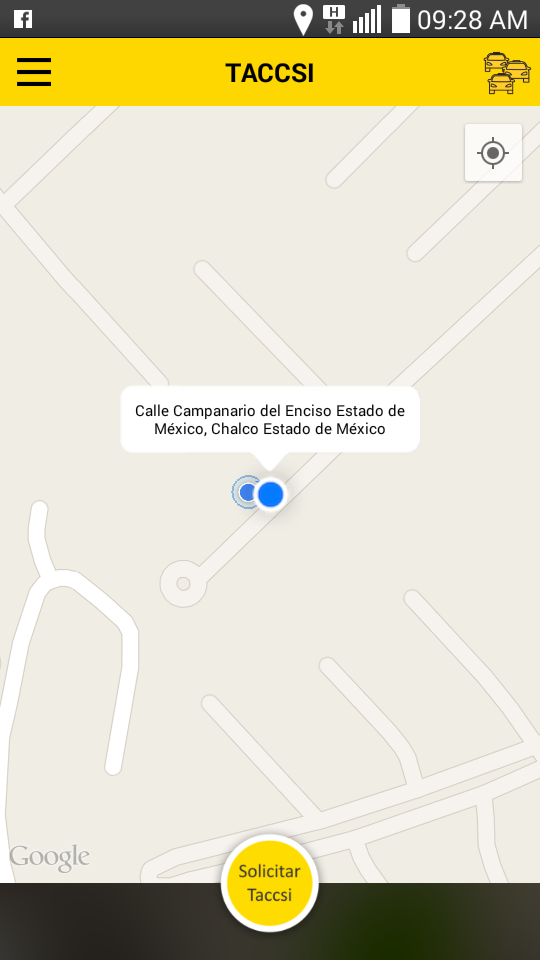 H
09:28 AM
TACCSI
Calle Campanario del Enciso Estado de
México, Chalco Estado de México
Google
Solicitar
Taccsi